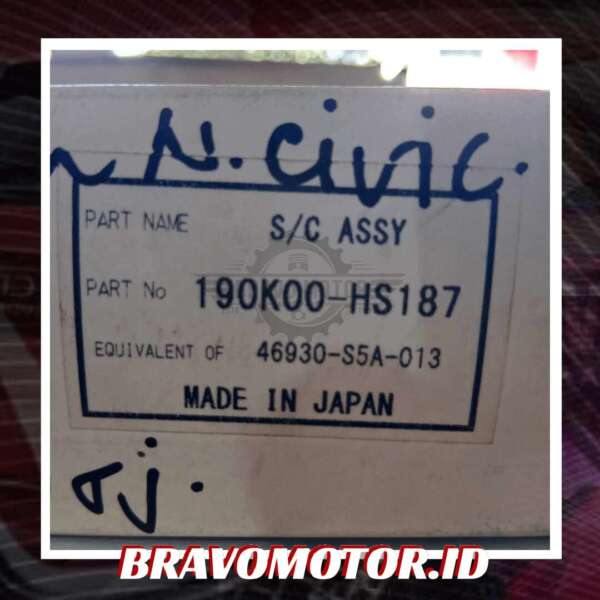 N. Civic.
PART NAME S/C ASSY
PART No 190K00-HS187
EQUIVALENT OF 46930-S5A-013
MADE IN JAPAN
BRAVOMOTOR.ID